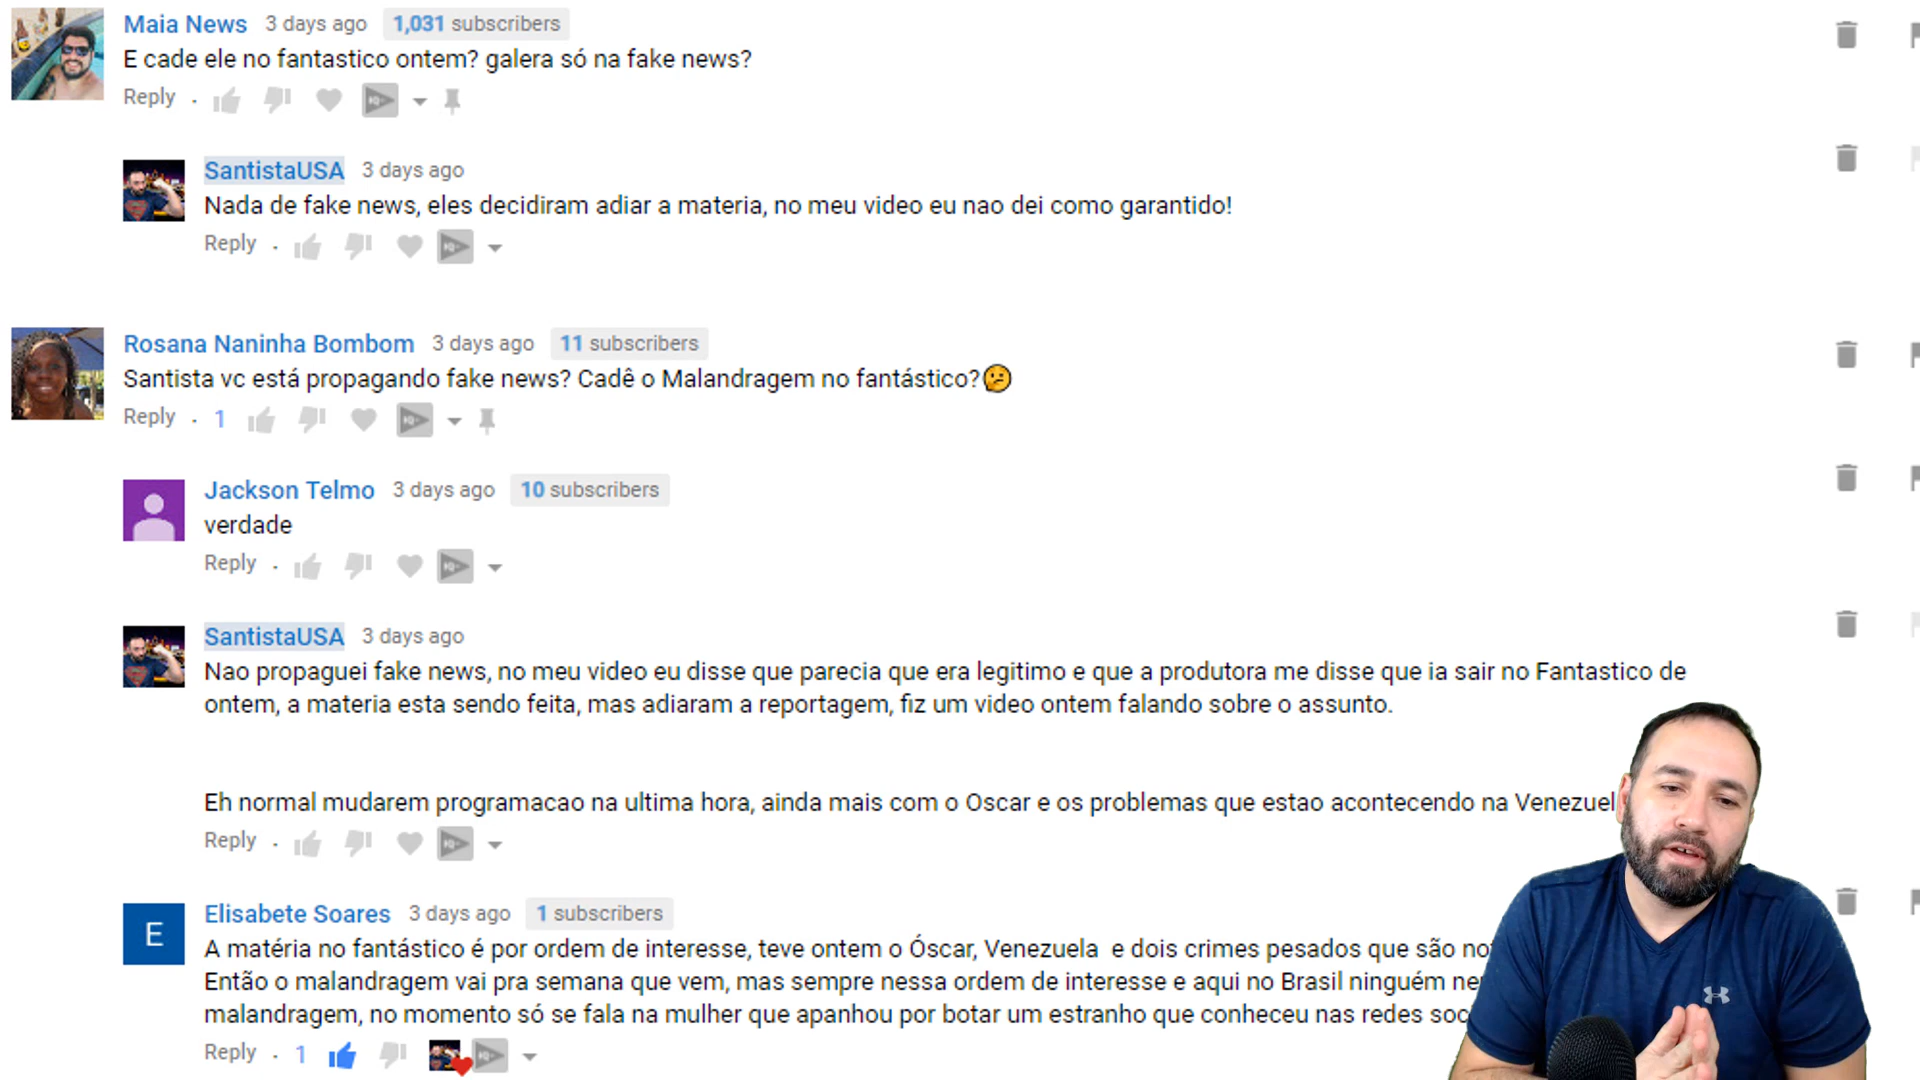 Maia News 3 days ago 1,031 subscribers
E cade ele no fantastico ontem? galera só na fake news?
Reply
SantistaUSA 3 days ago
Nada de fake news, eles decidiram adiar a materia, no meu video eu nao dei como garantido!
Reply
Rosana Naninha Bombom 3 days ago 11 subscribers
Santista vc está propagando fake news? Cadê o Malandragem no fantástico?🤔
Reply · 1
Jackson Telmo 3 days ago 10 subscribers
verdade
Reply
SantistaUSA 3 days ago
Nao propaguei fake news, no meu video eu disse que parecia que era legitimo e que a produtora me disse que ia sair no Fantastico de
ontem, a materia esta sendo feita, mas adiaram a reportagem, fiz um video ontem falando sobre o assunto.
Eh normal mudarem programacao na ultima hora, ainda mais com o Oscar e os problemas que estao acontecendo na Venezuel
Reply
E
Elisabete Soares 3 days ago 1 subscribers
A matéria no fantástico é por ordem de interesse, teve ontem o Óscar, Venezuela e dois crimes pesados que são no
Então o malandragem vai pra semana que vem, mas sempre nessa ordem de interesse e aqui no Brasil ninguém ne
malandragem, no momento só se fala na mulher que apanhou por botar um estranho que conheceu nas redes soc
Reply · 1